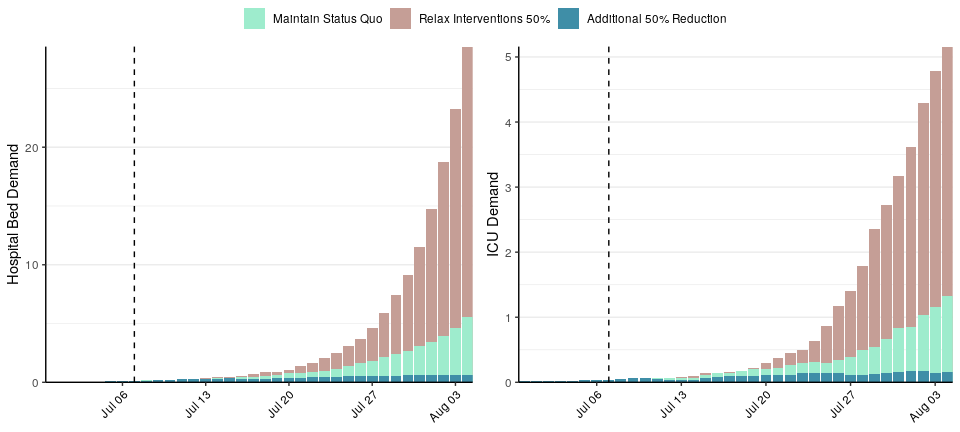 Maintain Status Quo Relax Interventions 50% Additional 50% Reduction
Hospital Bed Demand
20
10
0
Jul 06
Jul 13
Jul 20
Jul 27
Aug 03
ICU Demand
5
4
3
2
1
0
Jul 06
Jul 13
Jul 20
Jul 27
Aug 03